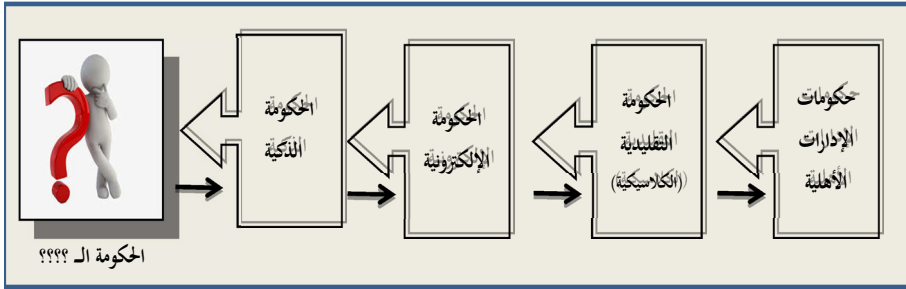 حكومات
الإدارات
الأهلية
الحكومة
التقليدية
(الكلاسيكية)
الحكومة
الإلكترونية
الحكومة
الذكية
الحكومة الـ ؟؟؟؟